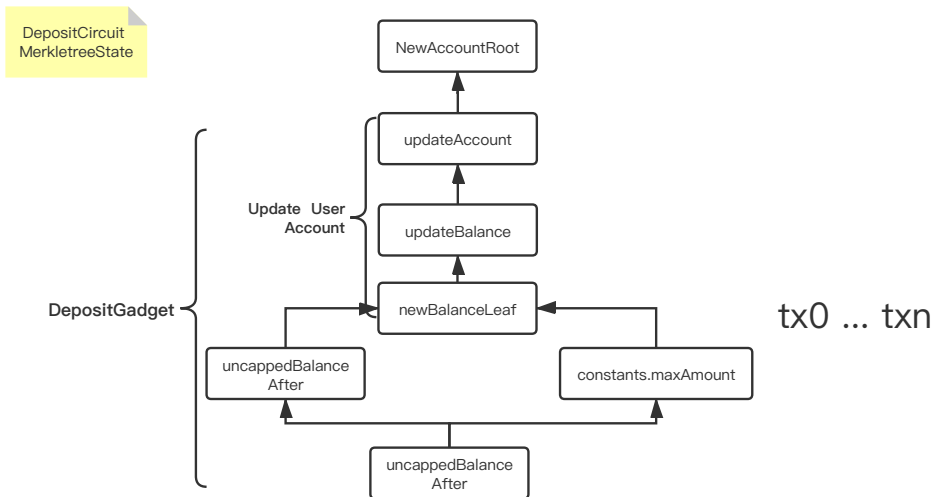 DepositCircuit
MerkletreeState
NewAccountRoot
updateAccount
Update User
Account
updateBalance
DepositGadget
newBalanceLeaf
tx0 ... txn
uncappedBalance
After
constants.maxAmount
uncappedBalance
After